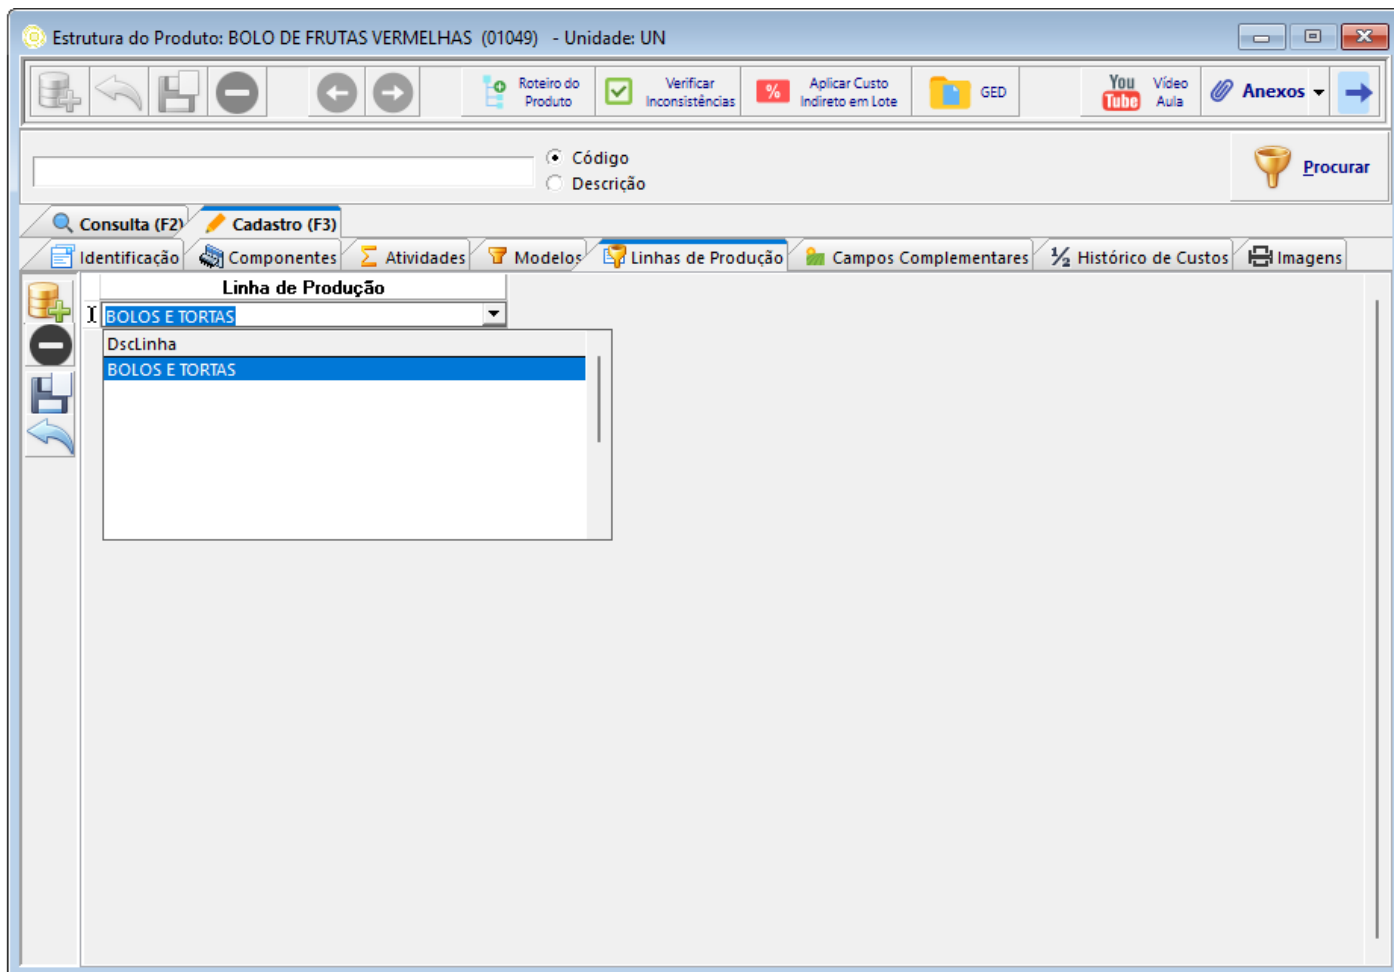 Estrutura do Produto: BOLO DE FRUTAS VERMELHAS (01049) - Unidade: UN
Roteiro do
Produto
Verificar
Inconsistências
%
Aplicar Custo
Indireto em Lote
GED
You
Tube
Vídeo
Aula
Anexos
Código
Descrição
Procurar
Consulta (F2)
Cadastro (F3)
Identificação
Componentes
Atividades
Modelos
Linhas de Produção
Campos Complementares
½ Histórico de Custos
Imagens
Linha de Produção
BOLOS E TORTAS
DscLinha
BOLOS E TORTAS